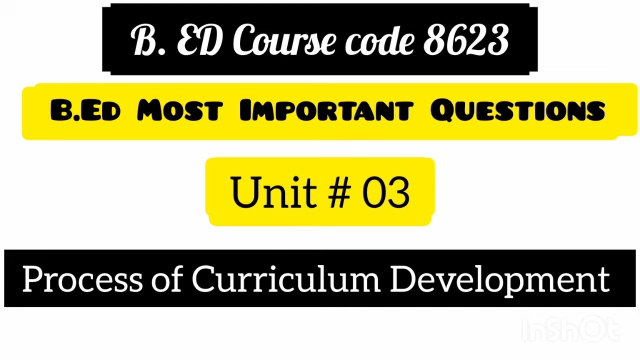 B. ED Course code 8623
B.Ed Most Important Questions
Unit # 03
Process of Curriculum Development
InShOt